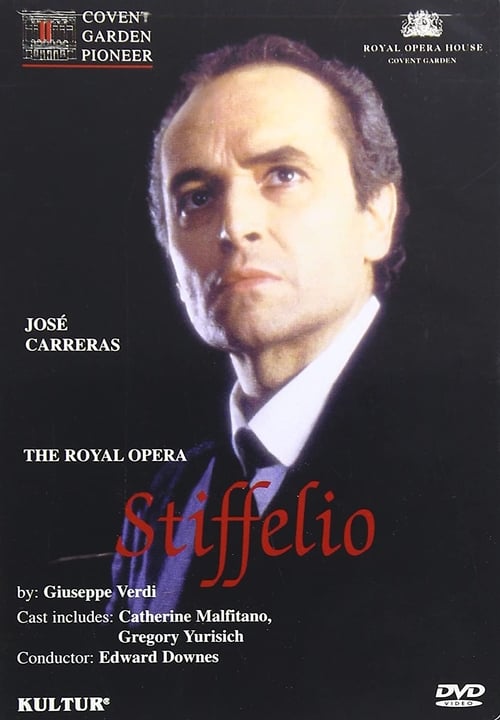 COVENT
GARDEN
PIONEER
ROYAL OPERA HOUSE
COVENT GARDEN
JOSÉ
CARRERAS
THE ROYAL OPERA
Stiffelio
by: Giuseppe Verdi
Cast includes: Catherine Malfitano,
Gregory Yurisich
Conductor: Edward Downes
KULTUR®
DVD
VIDEO